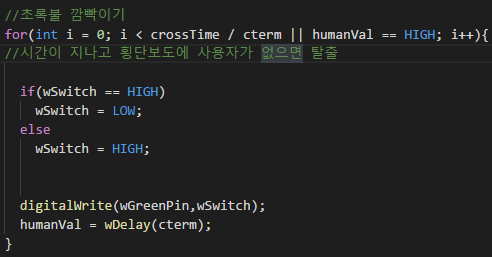 //초록불 깜빡이기
for(int i = 0; i < crossTime / cterm || humanVal == HIGH; i++){
//시간이 지나고 횡단보도에 사용자가 없으면 탈출
if(wSwitch == HIGH)
wSwitch = LOW;
else
wSwitch = HIGH;
digitalWrite(wGreenPin,wSwitch);
humanVal = wDelay(cterm);
}